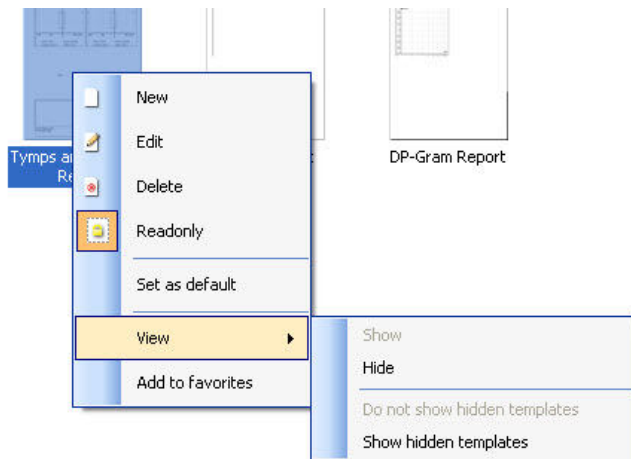 New
Edit
Tymps a
DP-Gram Report
Re
Delete
Readonly
Set as default
View
Show
Hide
Add to favorites
Do not show hidden templates
Show hidden templates